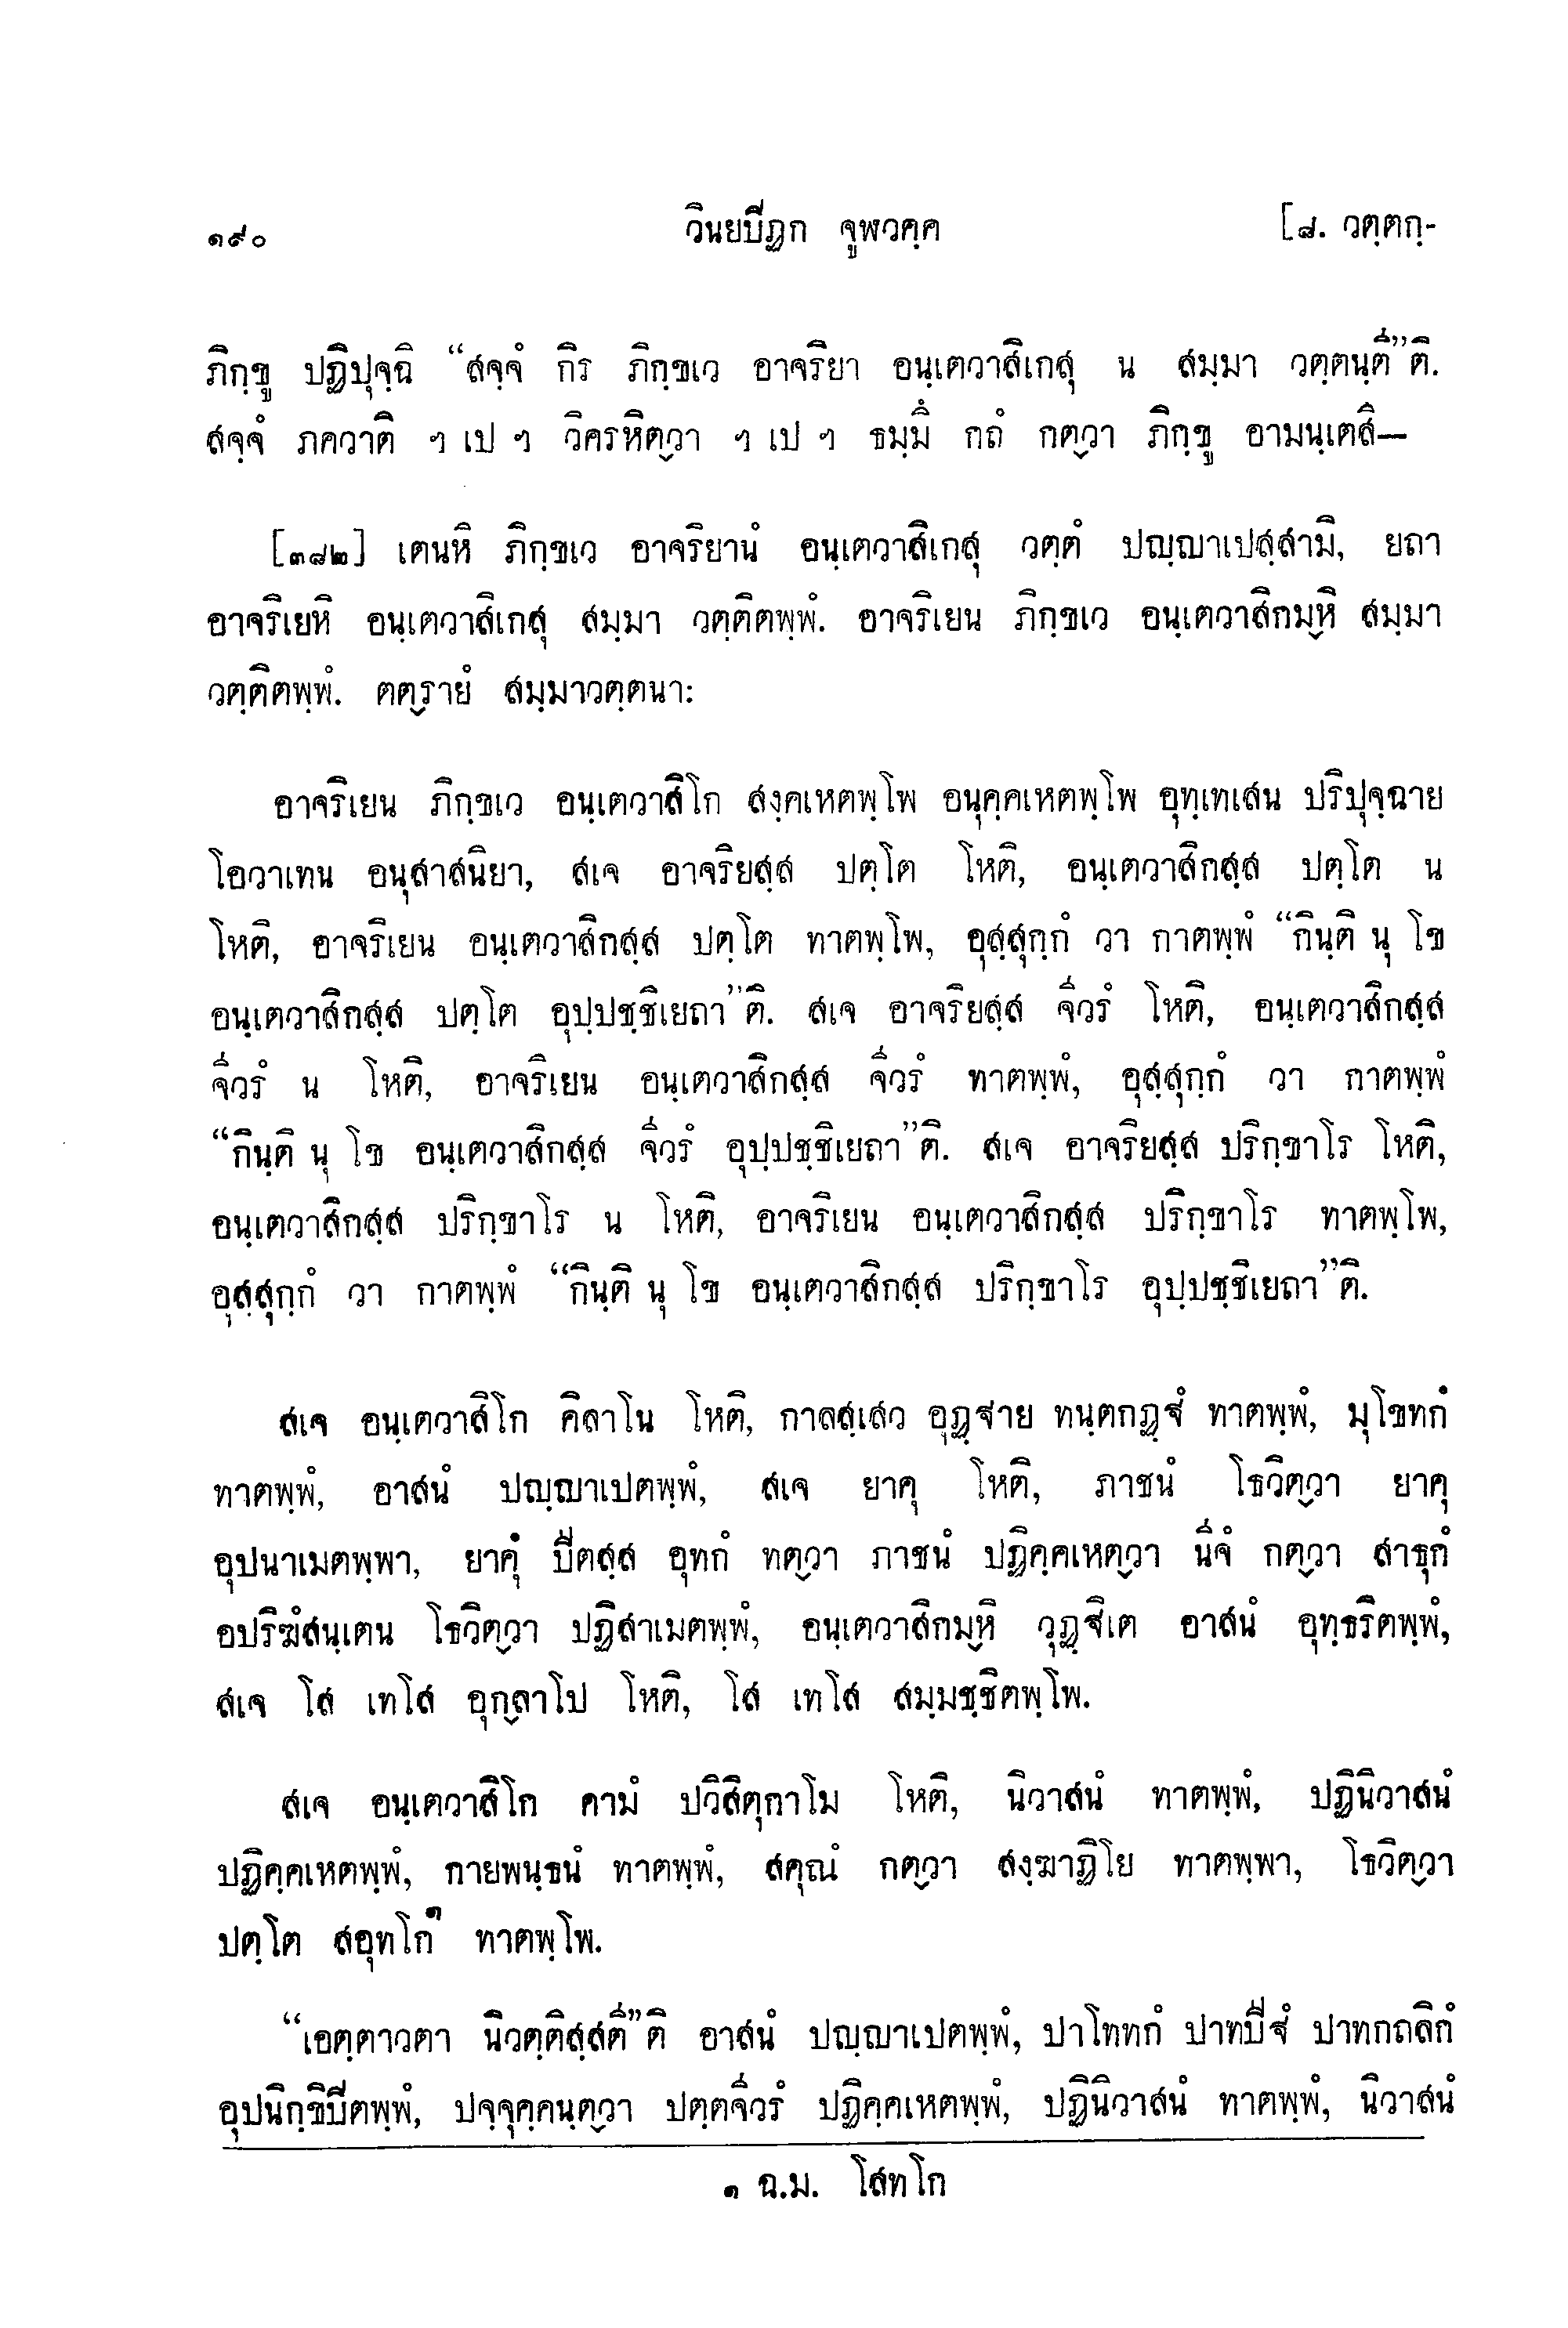 ๑๙๐ วินยปิฏก จูฬวคฺค [๘. วตฺตกฺ-
ภิกฺขู ปฏิปุจฺฉิ “สจฺจํ กิร ภิกฺขเว อาจริยา อนฺเตวาสิเกสุ น สมฺมา วตฺตนฺตี”ติ.
สจฺจํ ภควาติ ฯ เป ฯ วิครหิตฺวา ฯ เป ฯ ธมฺมึ กถํ กตฺวา ภิกฺขู อามนฺเตสิ—
[๓๘๒] เตนหิ ภิกฺขเว อาจริยานํ อนฺเตวาสิเกสุ วตฺตํ ปญฺญาเปสฺสามิ, ยถา
อาจริเยหิ อนฺเตวาสิเกสุ สมฺมา วตฺติตพฺพํ. อาจริเยน ภิกฺขเว อนฺเตวาสิกมฺหิ สมฺมา
วตฺติตพฺพํ. ตตฺรายํ สมฺมาวตฺตนา:
อาจริเยน ภิกฺขเว อนฺเตวาสิโก สงฺคเหตพฺโพ อนุคฺคเหตพฺโพ อุทฺเทเสน ปริปุจฺฉาย
โอวาเทน อนุสาสนิยา, สเจ อาจริยสฺส ปตฺโต โหติ, อนฺเตวาสิกสฺส ปตฺโต น
โหติ, อาจริเยน อนฺเตวาสิกสฺส ปตฺโต ทาตพฺโพ, อุสฺสุกฺกํ วา กาตพฺพํ “กินฺติ นุ โข
อนฺเตวาสิกสฺส ปตฺโต อุปฺปชฺชิเยถา”ติ. สเจ อาจริยสฺส จีวรํ โหติ, อนฺเตวาสิกสฺส
จีวรํ น โหติ, อาจริเยน อนฺเตวาสิกสฺส จีวรํ ทาตพฺพํ, อุสฺสุกฺกํ วา กาตพฺพํ
“กินฺติ นุ โข อนฺเตวาสิกสฺส จีวรํ อุปฺปชฺชิเยถา”ติ. สเจ อาจริยสฺส ปริกฺขาโร โหติ,
อนฺเตวาสิกสฺส ปริกฺขาโร น โหติ, อาจริเยน อนฺเตวาสิกสฺส ปริกฺขาโร ทาตพฺโพ,
อุสฺสุกฺกํ วา กาตพฺพํ “กินฺติ นุ โข อนฺเตวาสิกสฺส ปริกฺขาโร อุปฺปชฺชิเยถา”ติ.
สเจ อนฺเตวาสิโก คิลาโน โหติ, กาลสฺเสว อุฏฺฐาย ทนฺตกฏฺฐํ ทาตพฺพํ, มุโขทกํ
ทาตพฺพํ, อาสนํ ปญฺญาเปตพฺพํ, สเจ ยาคุ โหติ, ภาชนํ โธวิตฺวา ยาคุ
อุปนาเมตพฺพา, ยาคุํ ปีตสฺส อุทกํ ทตฺวา ภาชนํ ปฏิคฺคเหตฺวา นีจํ กตฺวา สาธุกํ
อปริฆํสนฺเตน โธวิตฺวา ปฏิสาเมตพฺพํ, อนฺเตวาสิกมฺหิ วุฏฺฐิเต อาสนํ อุทฺธริตพฺพํ,
สเจ โส เทโส อุกฺลาโป โหติ, โส เทโส สมฺมชฺชิตพฺโพ.
สเจ อนฺเตวาสิโก คามํ ปวิสิตุกาโม โหติ, นิวาสนํ ทาตพฺพํ, ปฏินิวาสนํ
ปฏิคฺคเหตพฺพํ, กายพนฺธนํ ทาตพฺพํ, สคุณํ กตฺวา สงฺฆาฏิโย ทาตพฺพา, โธวิตฺวา
ปตฺโต สอุทโก๑ ทาตพฺโพ.
“เอตฺตาวตา นิวตฺติสฺสตี”ติ อาสนํ ปญฺญาเปตพฺพํ, ปาโททกํ ปาทปีฐํ ปาทกถลิกํ
อุปนิกฺขิปิตพฺพํ, ปจฺจุคฺคนฺตฺวา ปตฺตจีวรํ ปฏิคฺคเหตพฺพํ, ปฏินิวาสนํ ทาตพฺพํ, นิวาสนํ
๑ ฉ.ม. โสทโก